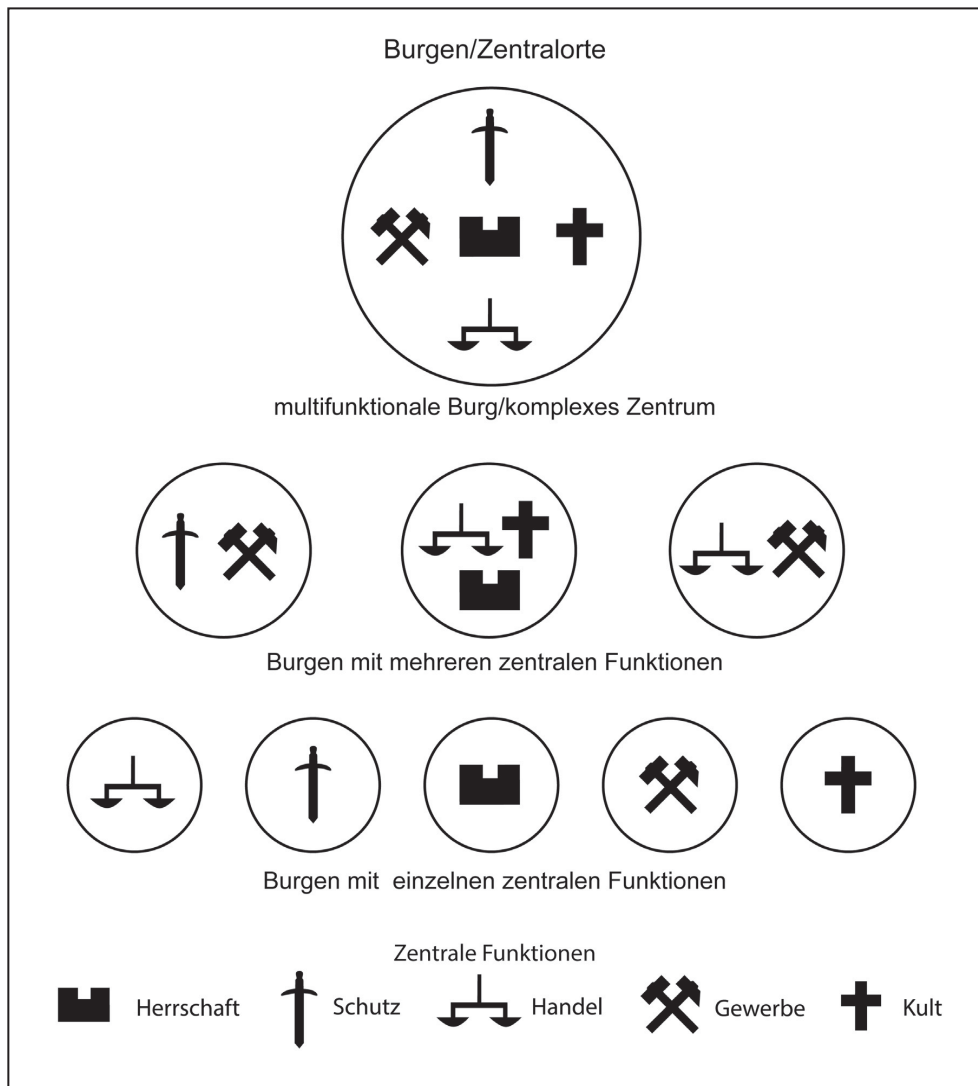 Burgen/Zentralorte
multifunktionale Burg/komplexes Zentrum
Burgen mit mehreren zentralen Funktionen
Burgen mit einzelnen zentralen Funktionen
Zentrale Funktionen
Herrschaft Schutz Handel Gewerbe Kult